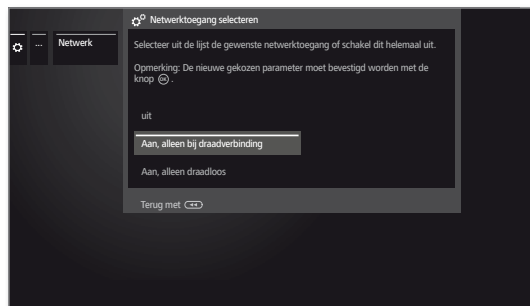 Netwerktoegang selecteren
... Netwerk
Selecteer uit de lijst de gewenste netwerktoegang of schakel dit helemaal uit.
Opmerking: De nieuwe gekozen parameter moet bevestigd worden met de
knop OK .
uit
Aan, alleen bij draadverbinding
Aan, alleen draadloos
Terug met